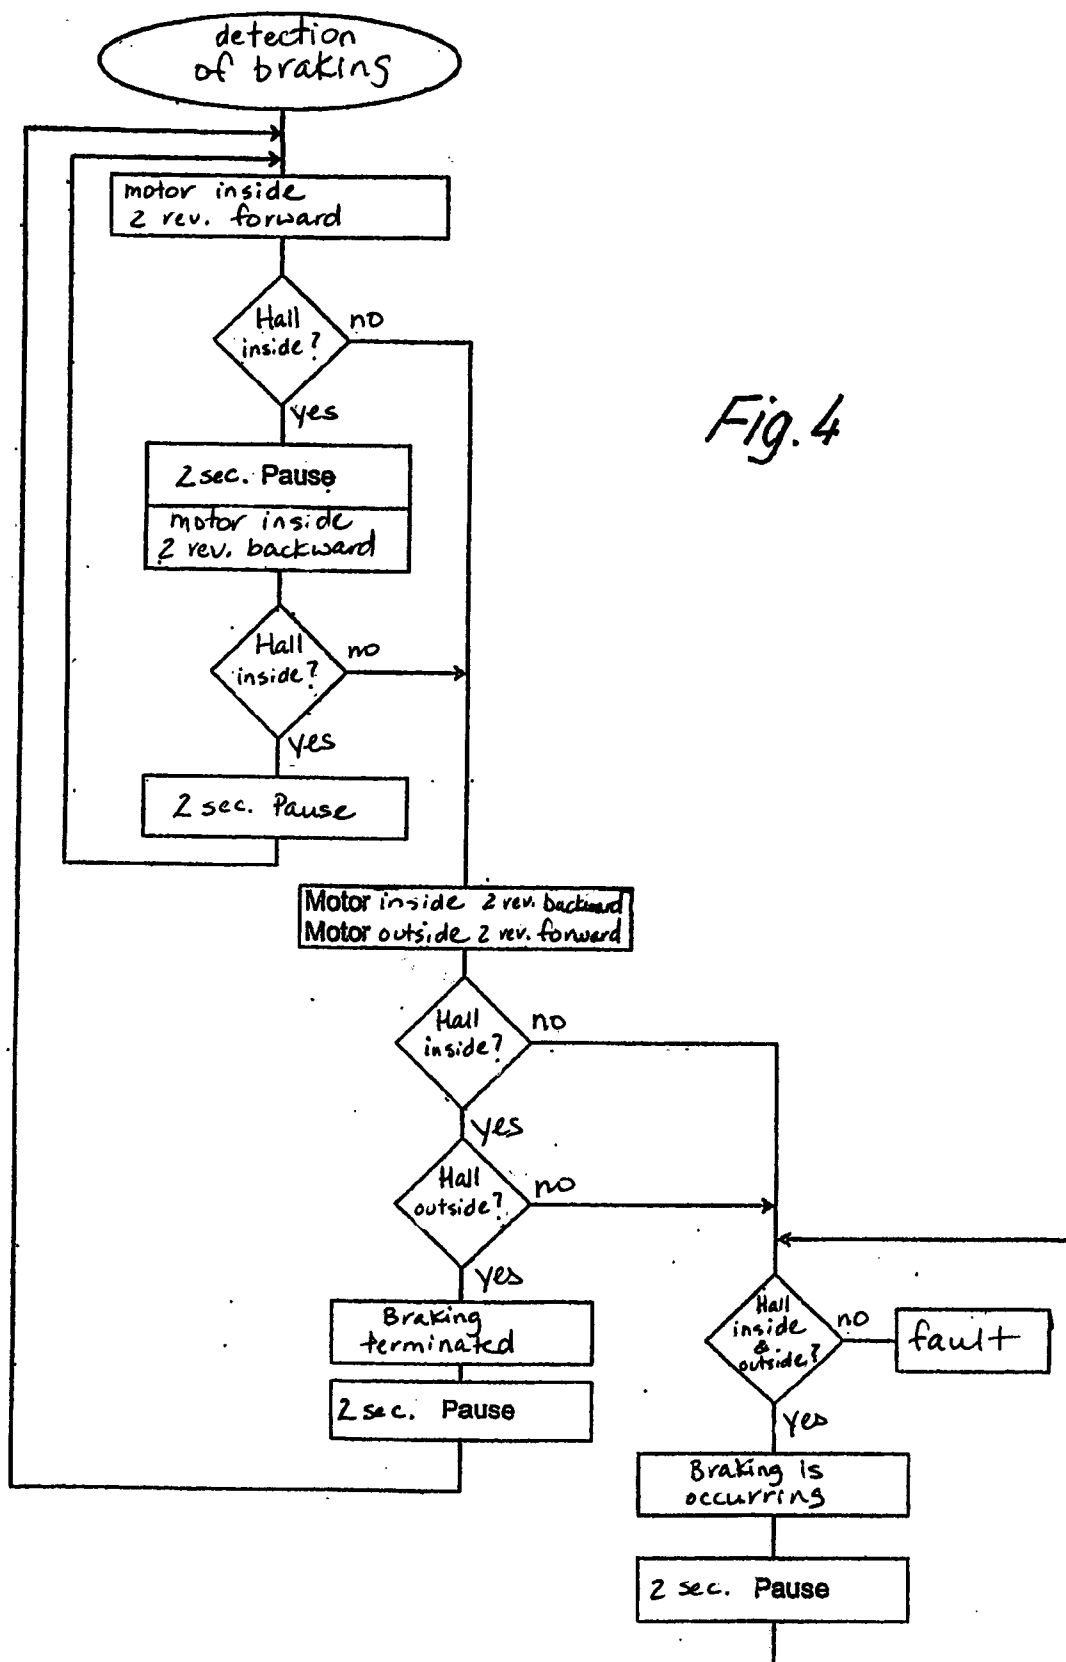 detection
of braking
motor inside
2 rev. forward
Hall
inside?
no
yes
Fig. 4
2 sec. Pause
motor inside
2 rev. backward
Hall
inside?
no
yes
2 sec. Pause
Motor inside 2 rev. backward
Motor outside 2 rev. forward
Hall
inside?
no
yes
Hall
outside?
no
yes
Braking
terminated
2 sec. Pause
Hall
inside
&
outside?
no
fault
yes
Braking is
occurring
2 sec. Pause